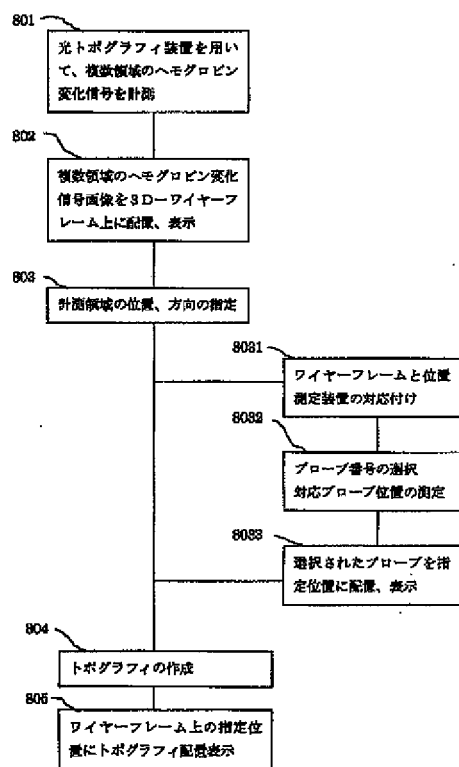 801
光トポグラフィ装置を用い
て、複数領域のヘモグロビン
変化信号を計測
802
複数領域のヘモグロビン変化
信号画像を3Dーワイヤーフ
レーム上に配置、表示
803
計測領域の位置、方向の指定
8031
ワイヤーフレームと位置
測定装置の対応付け
8032
プローブ番号の選択
対応プローブ位置の測定
8033
選択されたプローブを指
定位置に配置、表示
804
トポグラフィの作成
805
ワイヤーフレーム上の指定位
置にトポグラフィ配置表示